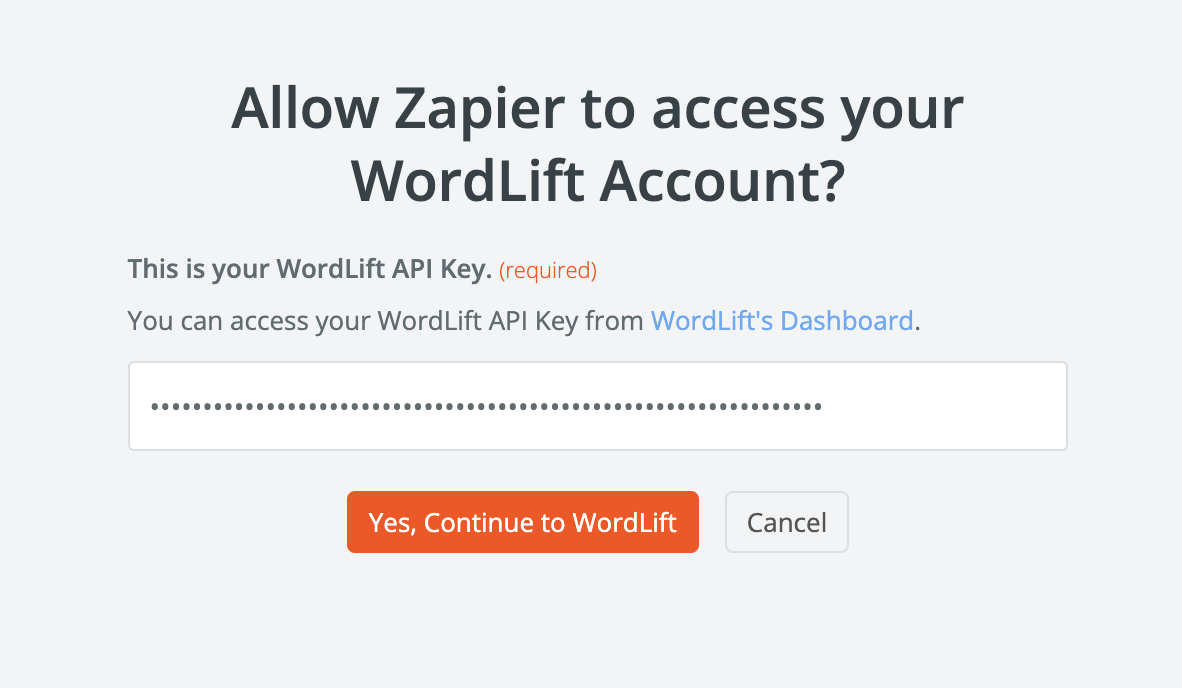 Allow Zapier to access your
WordLift Account?
This is your WordLift API Key. (required)
You can access your WordLift API Key from WordLift's Dashboard.
Yes, Continue to WordLift
Cancel